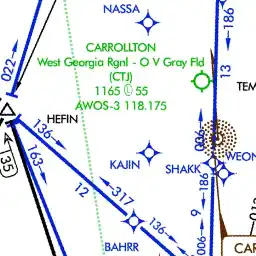 NASSA
186
022
CARROLLTON
West Georgia Rgnl - O V Gray Fld
(CTJ)
1165 Ⓛ 55
AWOS-3 118.175
13
TEM
HEFIN
136
163
135
006
KAJIN
SHAKK
WEON
12
317
186
9
136
BAHRR
006
CAR